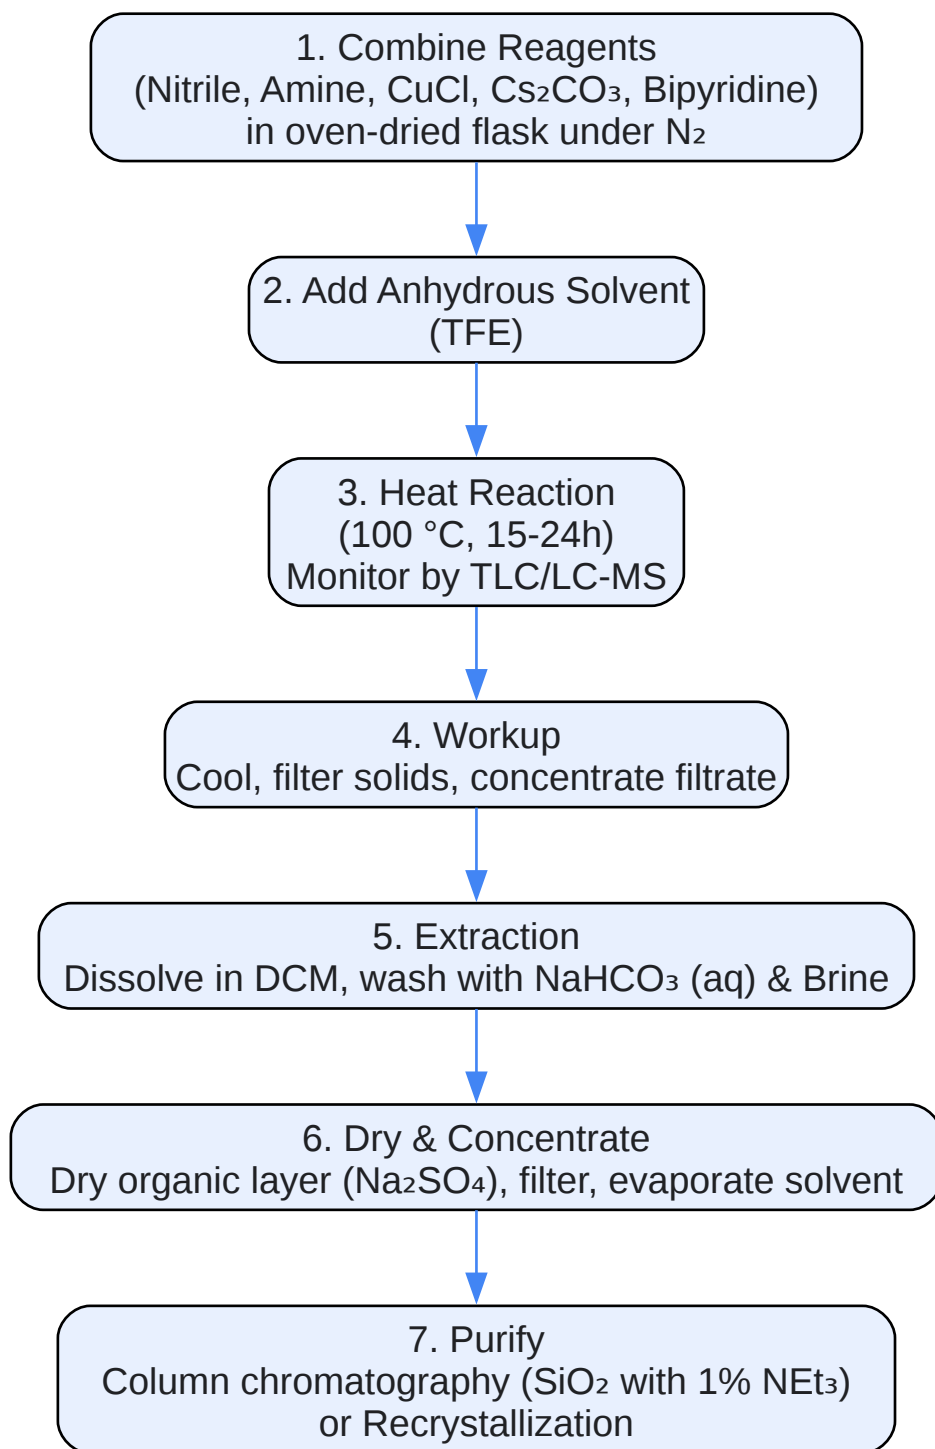 1. Combine Reagents
(Nitrile, Amine, CuCl, Cs₂CO₃, Bipyridine)
in oven-dried flask under N₂
2. Add Anhydrous Solvent
(TFE)
3. Heat Reaction
(100 °C, 15-24h)
Monitor by TLC/LC-MS
4. Workup
Cool, filter solids, concentrate filtrate
5. Extraction
Dissolve in DCM, wash with NaHCO₃ (aq) & Brine
6. Dry & Concentrate
Dry organic layer (Na₂SO₄), filter, evaporate solvent
7. Purify
Column chromatography (SiO₂ with 1% NEt₃)
or Recrystallization